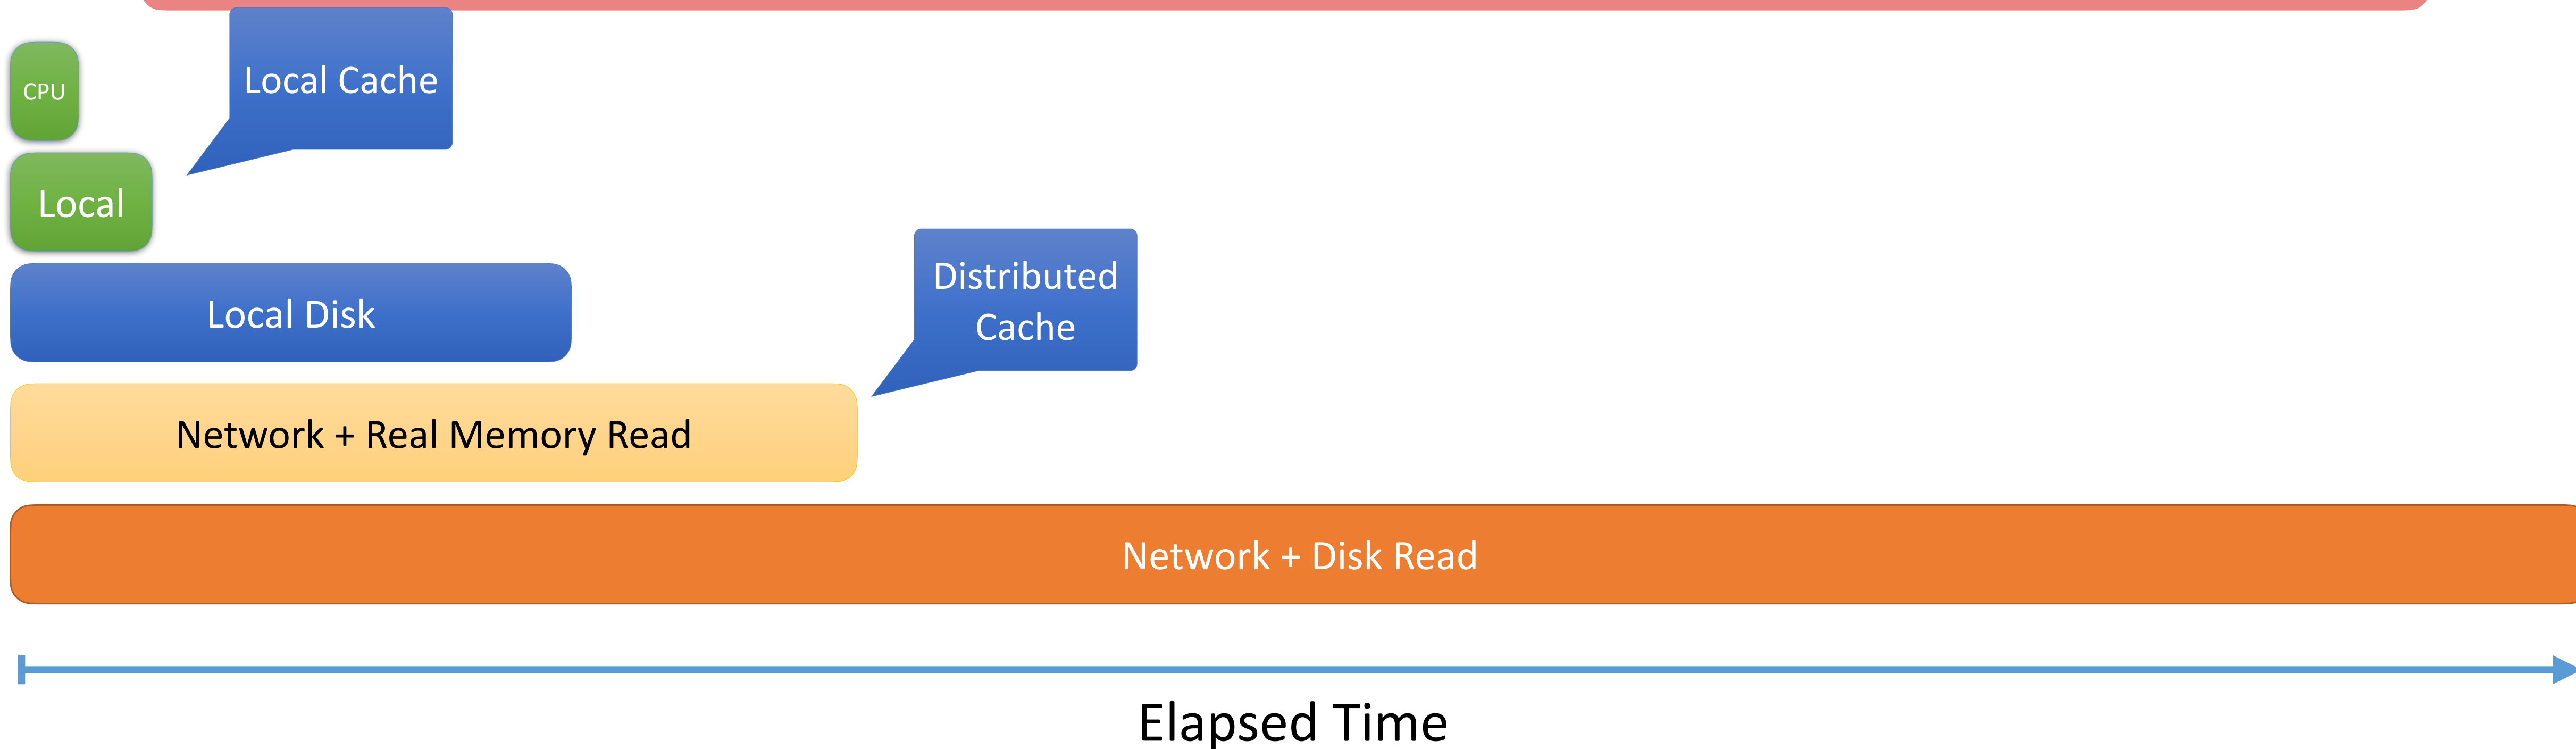 Local Cache
CPU
Local
Distributed
Cache
Local Disk
Network + Real Memory Read
Network + Disk Read
Elapsed Time